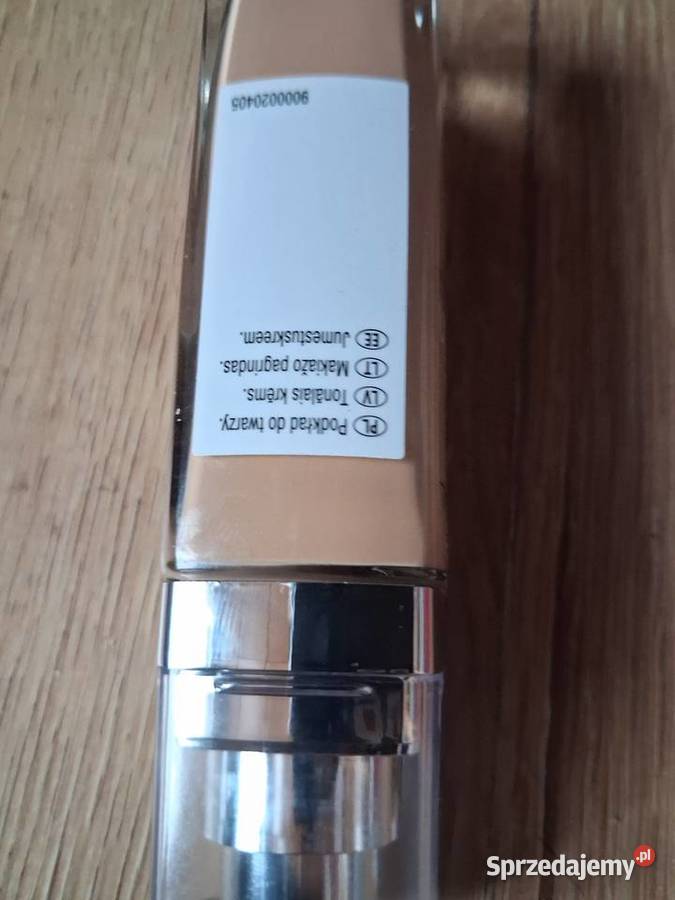 PL Podkład do twarzy.
LV Tonālais krēms.
LT Makiažo pagrindas.
EE Jumestuskreem.
9000020405
Sprzedajemy.pl